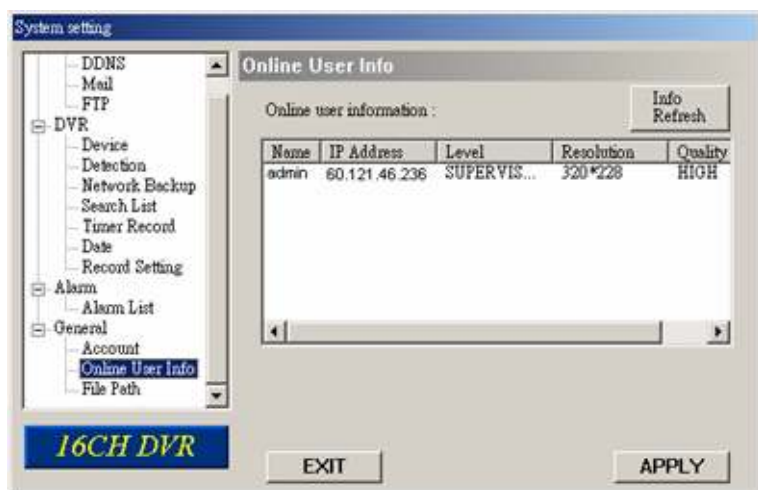 System setting
DDNS
Mail
FTP
DVR
Device
Detection
Network Backup
Search List
Timer Record
Date
Record Setting
Alarm
Alarm List
General
Account
Online User Info
File Path
16CH DVR
Online User Info
Online user information :
Info
Refresh
Name IP Address Level Resolution Quality
admin 60.121.46.236 SUPERVIS... 320*228 HIGH
EXIT
APPLY